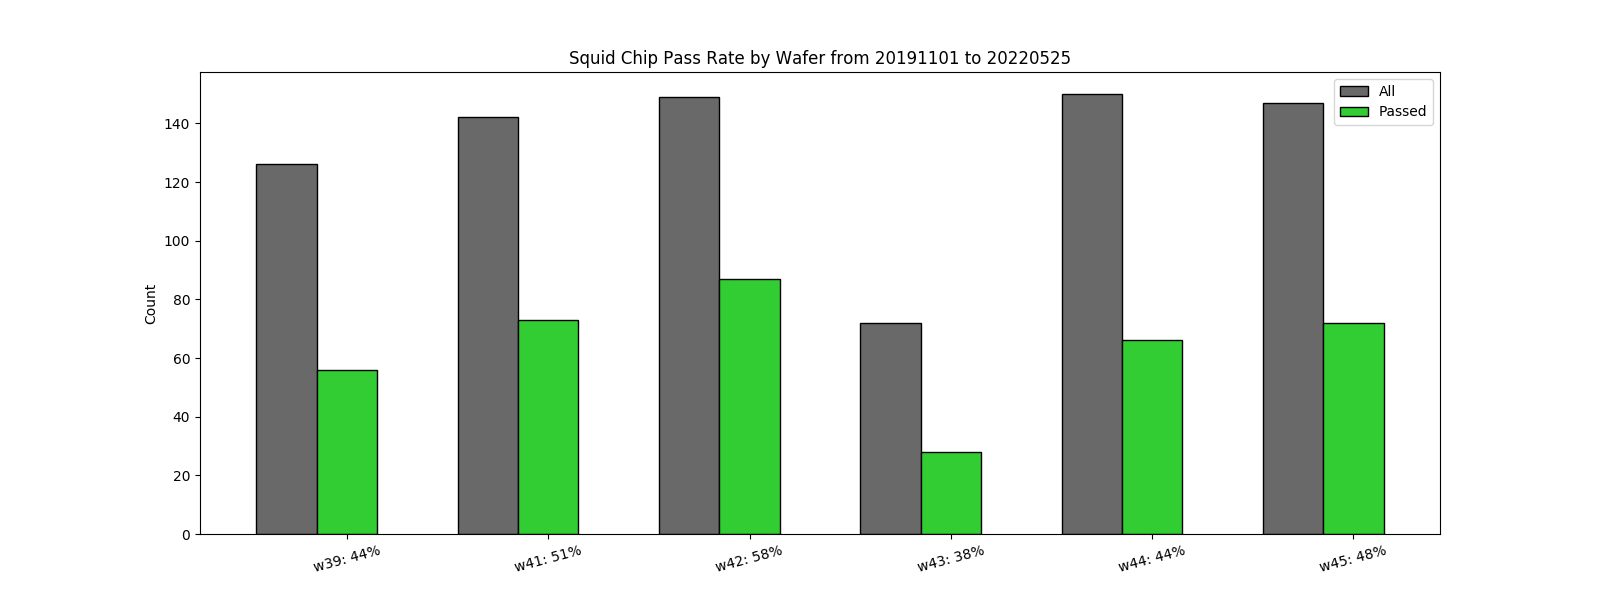 Squid Chip Pass Rate by Wafer from 20191101 to 20220525
All
Passed
Count
140
120
100
80
60
40
20
0
w39: 44%
w41: 51%
w42: 58%
w43: 38%
w44: 44%
w45: 48%